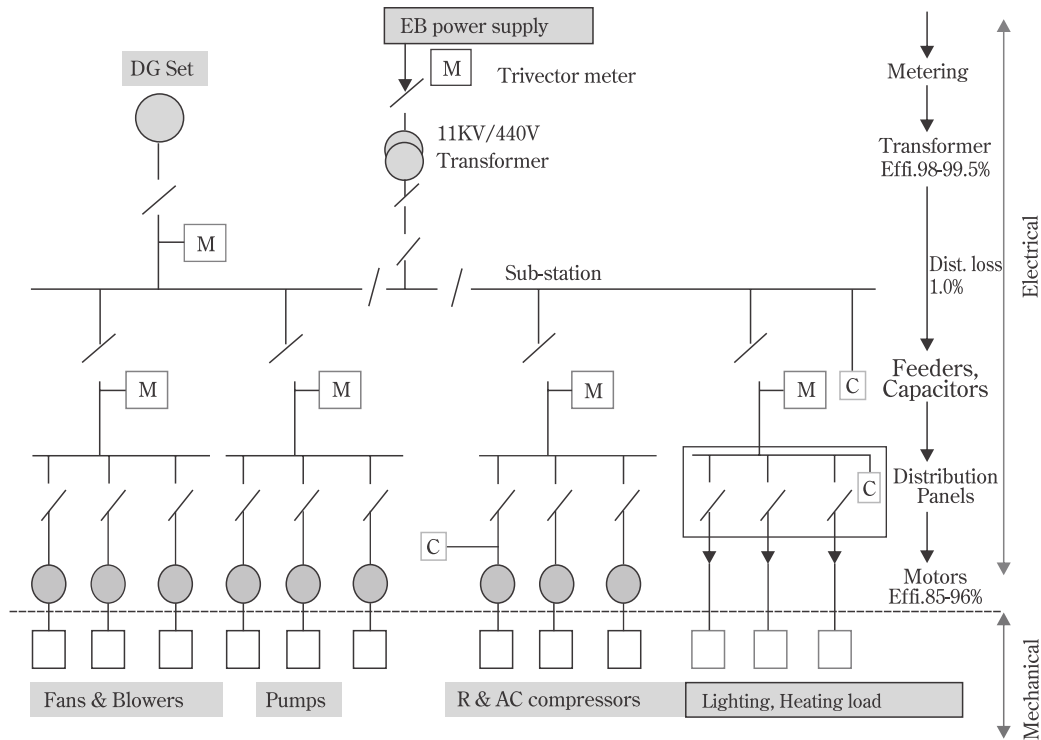 EB power supply
DG Set
M
Trivector meter
Metering
11KV/440V
Transformer
Transformer
Effi.98-99.5%
M
Electrical
Sub-station
Dist. loss
1.0%
M
M
M
M
C
Feeders,
Capacitors
C
Distribution
Panels
C
Motors
Effi.85-96%
Fans & Blowers
Pumps
R & AC compressors
Lighting, Heating load
Mechanical